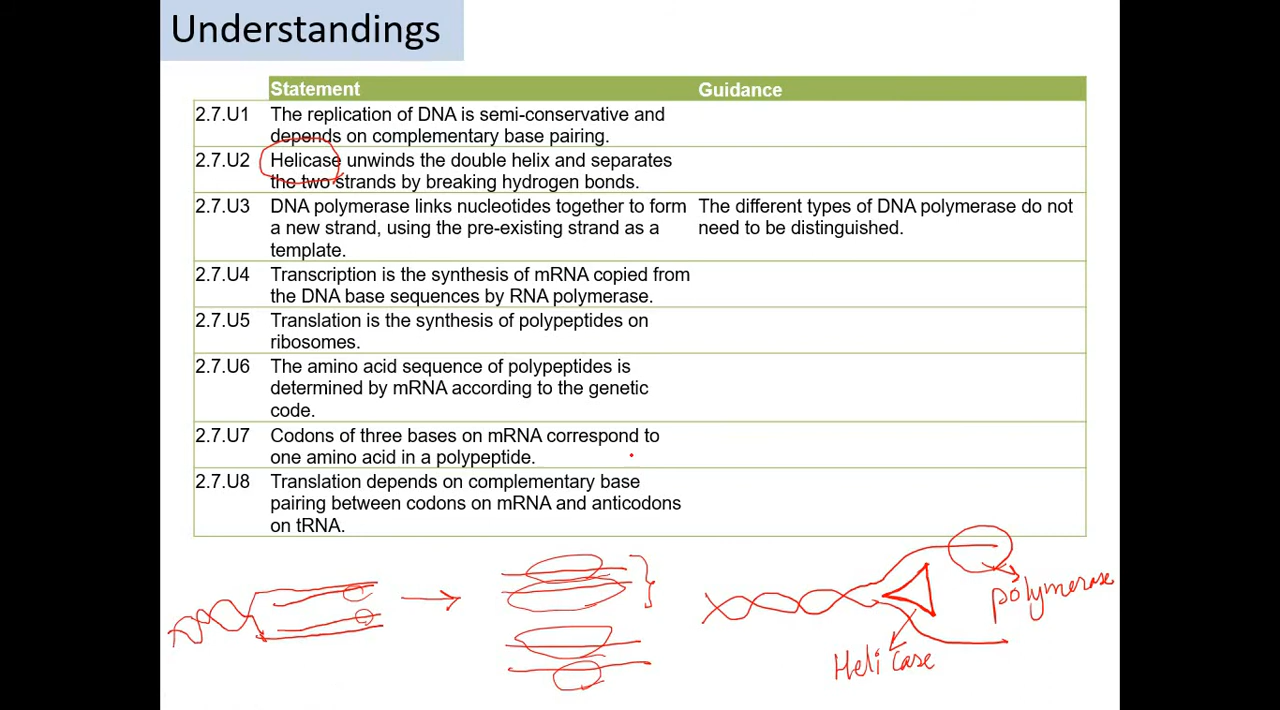 Understandings
Statement Guidance
2.7.U1 The replication of DNA is semi-conservative and
depends on complementary base pairing.
2.7.U2 Helicase unwinds the double helix and separates
the two strands by breaking hydrogen bonds.
2.7.U3 DNA polymerase links nucleotides together to form The different types of DNA polymerase do not
a new strand, using the pre-existing strand as a need to be distinguished.
template.
2.7.U4 Transcription is the synthesis of mRNA copied from
the DNA base sequences by RNA polymerase.
2.7.U5 Translation is the synthesis of polypeptides on
ribosomes.
2.7.U6 The amino acid sequence of polypeptides is
determined by mRNA according to the genetic
code.
2.7.U7 Codons of three bases on mRNA correspond to
one amino acid in a polypeptide.
2.7.U8 Translation depends on complementary base
pairing between codons on mRNA and anticodons
on tRNA.
polymerase
Helicase